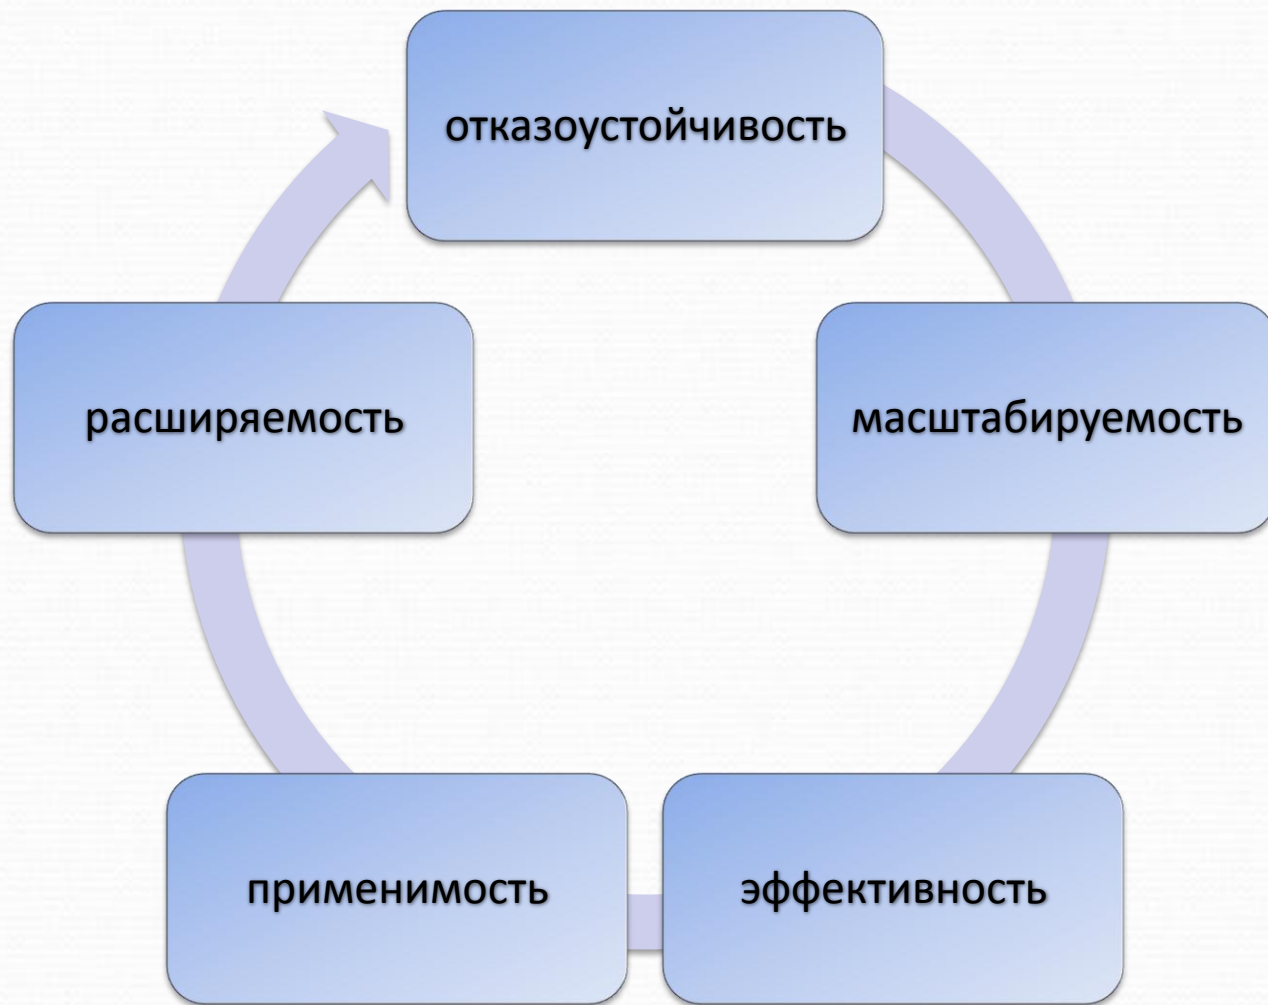 отказоустойчивость
расширяемость
масштабируемость
применимость
эффективность